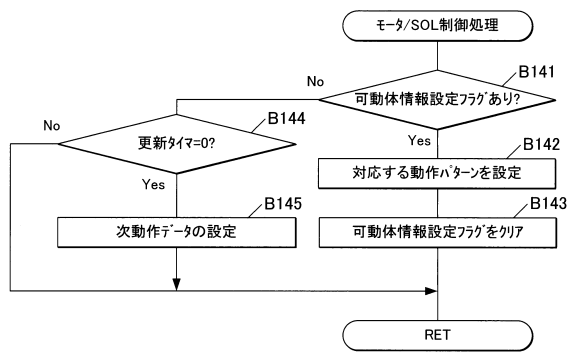 ﾓｰﾀ/SOL制御処理
B141
No
可動体情報設定ﾌﾗｸﾞあり?
B144
No
更新ﾀｲﾏ=0?
Yes
B142
対応する動作ﾊﾟﾀｰﾝを設定
Yes
B145
B143
次動作ﾃﾞｰﾀの設定
可動体情報設定ﾌﾗｸﾞをｸﾘｱ
RET